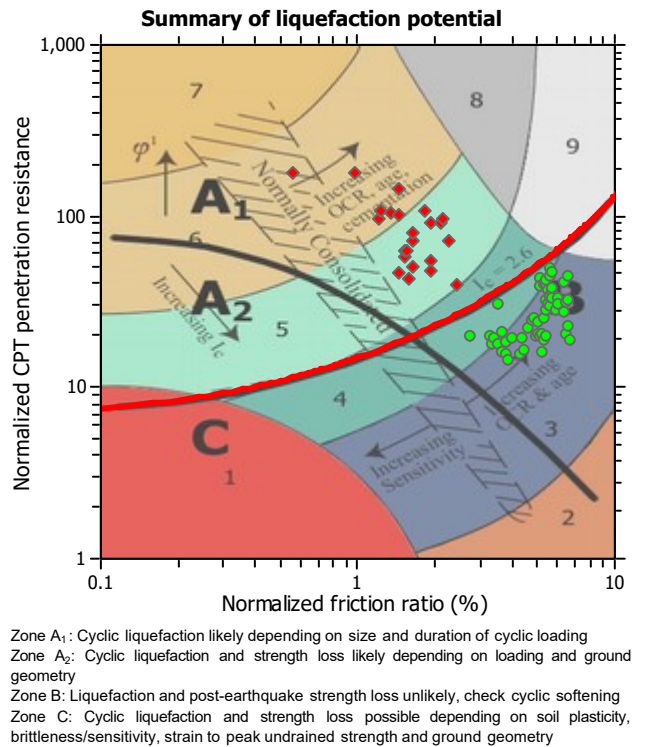 Summary of liquefaction potential
1,000
100
10
1
0.1
1
10
Normalized CPT penetration resistance
Normalized friction ratio (%)
7
8
9
φ'
A1
Increasing
OCR, age,
cementation
Normally Consolidated
6
A2
Increasing Ic
5
Ic = 2.6
B
4
Increasing
OCR & age
3
Increasing
Sensitivity
C
1
2
Zone A1: Cyclic liquefaction likely depending on size and duration of cyclic loading
Zone A2: Cyclic liquefaction and strength loss likely depending on loading and ground
geometry
Zone B: Liquefaction and post-earthquake strength loss unlikely, check cyclic softening
Zone C: Cyclic liquefaction and strength loss possible depending on soil plasticity,
brittleness/sensitivity, strain to peak undrained strength and ground geometry